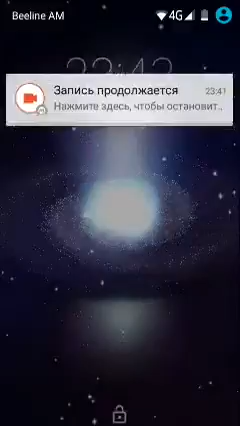 Beeline AM
4G
23:42
Запись продолжается
23:41
Нажмите здесь, чтобы остановит..